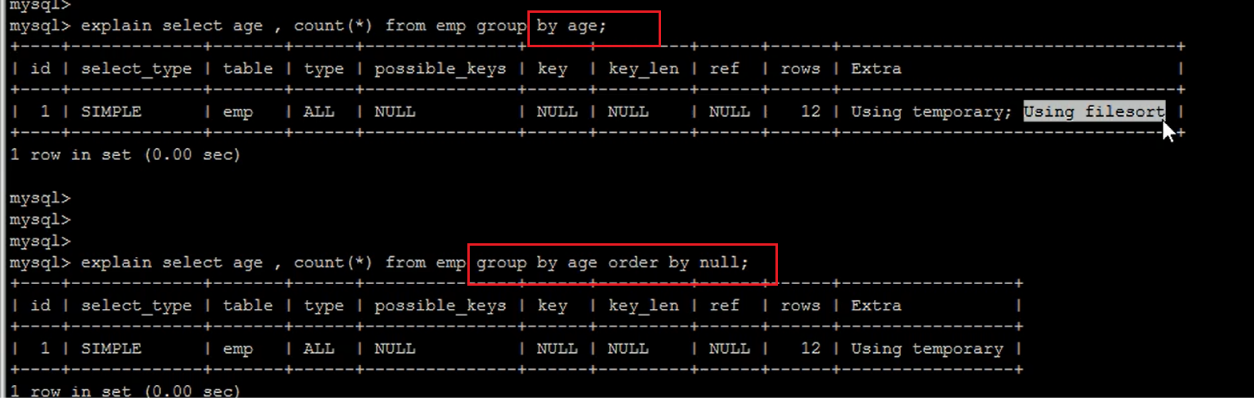 mysql>
mysql> explain select age , count(*) from emp group by age;
+----+-------------+-------+------+---------------+------+---------+------+------+---------------------------------+
| id | select_type | table | type | possible_keys | key | key_len | ref | rows | Extra |
+----+-------------+-------+------+---------------+------+---------+------+------+---------------------------------+
| 1 | SIMPLE | emp | ALL | NULL | NULL | NULL | NULL | 12 | Using temporary; Using filesort |
+----+-------------+-------+------+---------------+------+---------+------+------+---------------------------------+
1 row in set (0.00 sec)
mysql>
mysql>
mysql>
mysql> explain select age , count(*) from emp group by age order by null;
+----+-------------+-------+------+---------------+------+---------+------+------+-----------------+
| id | select_type | table | type | possible_keys | key | key_len | ref | rows | Extra |
+----+-------------+-------+------+---------------+------+---------+------+------+-----------------+
| 1 | SIMPLE | emp | ALL | NULL | NULL | NULL | NULL | 12 | Using temporary |
+----+-------------+-------+------+---------------+------+---------+------+------+-----------------+
1 row in set (0.00 sec)